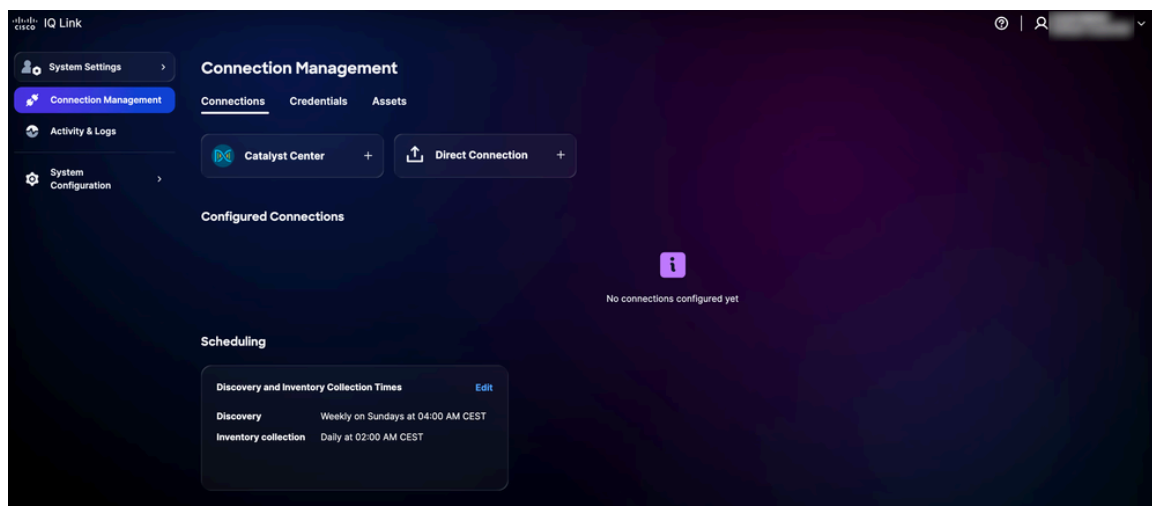 cisco IQ Link
System Settings
Connection Management
Activity & Logs
System
Configuration
Connection Management
Connections Credentials Assets
Catalyst Center + Direct Connection +
Configured Connections
No connections configured yet
Scheduling
Discovery and Inventory Collection Times Edit
Discovery Weekly on Sundays at 04:00 AM CEST
Inventory collection Daily at 02:00 AM CEST